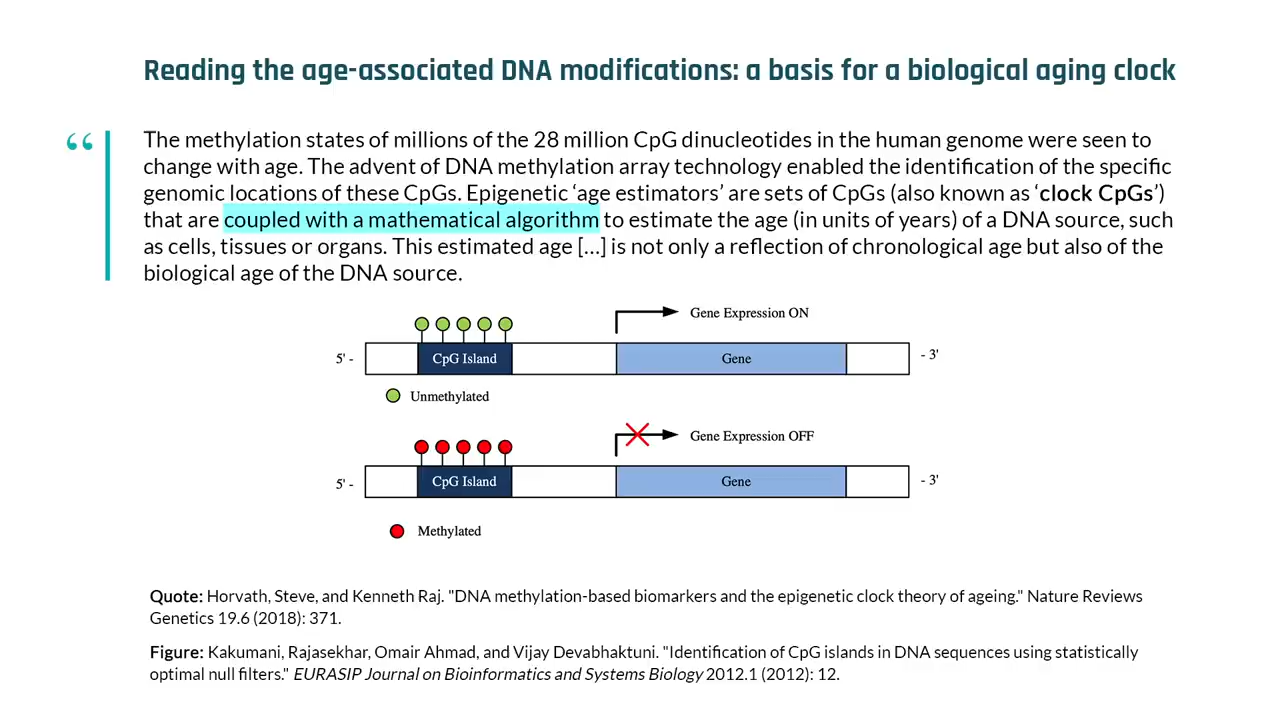 Reading the age-associated DNA modifications: a basis for a biological aging clock
“
The methylation states of millions of the 28 million CpG dinucleotides in the human genome were seen to
change with age. The advent of DNA methylation array technology enabled the identification of the specific
genomic locations of these CpGs. Epigenetic ‘age estimators’ are sets of CpGs (also known as ‘clock CpGs’)
that are coupled with a mathematical algorithm to estimate the age (in units of years) of a DNA source, such
as cells, tissues or organs. This estimated age [...] is not only a reflection of chronological age but also of the
biological age of the DNA source.
Gene Expression ON
5' - CpG Island Gene - 3'
Unmethylated
Gene Expression OFF
5' - CpG Island Gene - 3'
Methylated
Quote: Horvath, Steve, and Kenneth Raj. "DNA methylation-based biomarkers and the epigenetic clock theory of ageing." Nature Reviews
Genetics 19.6 (2018): 371.
Figure: Kakumani, Rajasekhar, Omair Ahmad, and Vijay Devabhaktuni. "Identification of CpG islands in DNA sequences using statistically
optimal null filters." EURASIP Journal on Bioinformatics and Systems Biology 2012.1 (2012): 12.